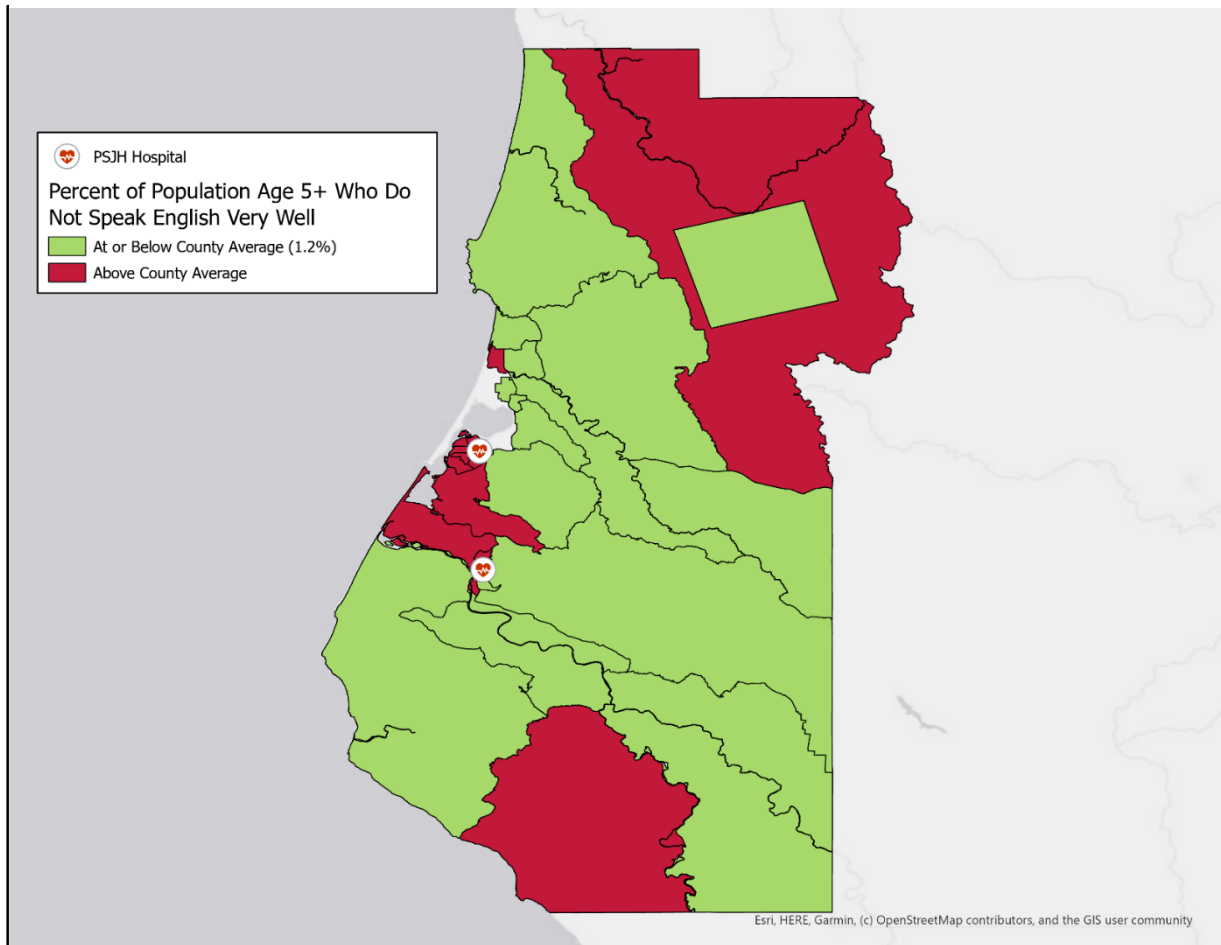 PSJH Hospital
Percent of Population Age 5+ Who Do
Not Speak English Very Well
At or Below County Average (1.2%)
Above County Average
Esri, HERE, Garmin, (c) OpenStreetMap contributors, and the GIS user community